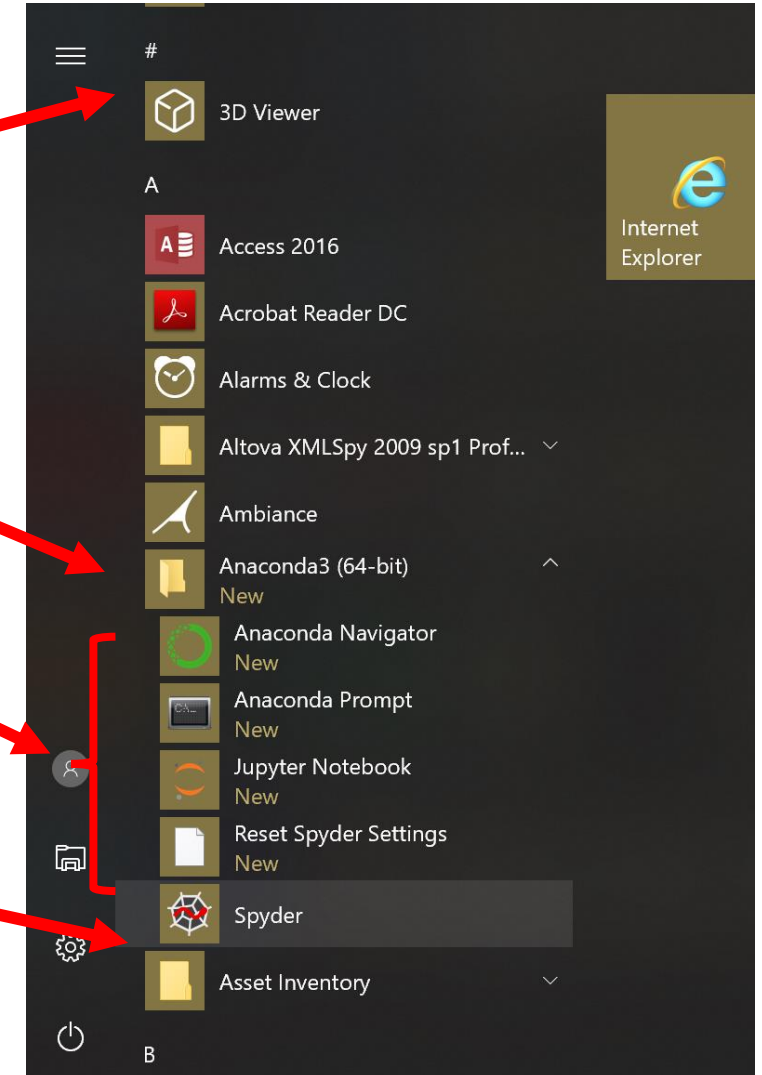 #
3D Viewer
A
Access 2016
Acrobat Reader DC
Alarms & Clock
Altova XMLSpy 2009 sp1 Prof...
Ambiance
Anaconda3 (64-bit)
New
Anaconda Navigator
New
Anaconda Prompt
New
Jupyter Notebook
New
Reset Spyder Settings
New
Spyder
Asset Inventory
B
Internet
Explorer